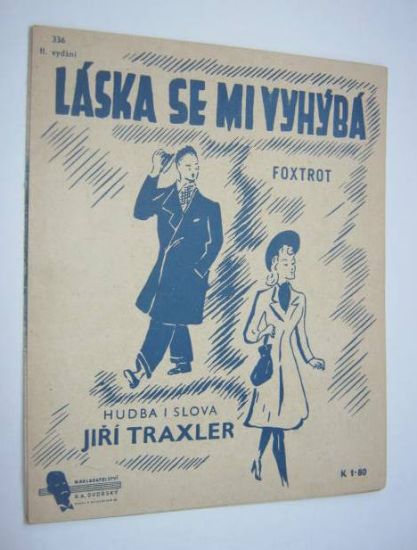 336
II. vydání
LÁSKA SE MI VYHÝBÁ
FOXTROT
HUDBA I SLOVA
JIŘÍ TRAXLER
NAKLADATELSTVÍ
R.A. DVORSKÝ
K 1·80